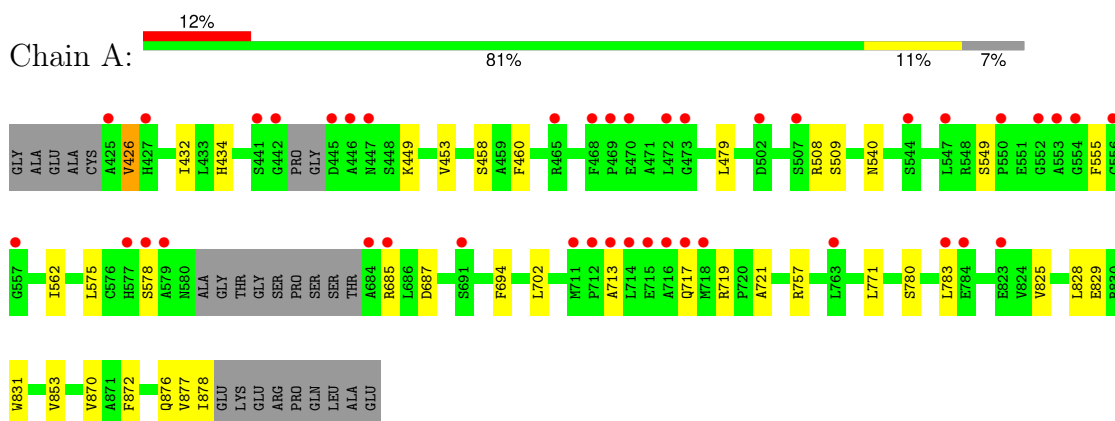 12%
Chain A:
81% 11% 7%
GLY ALA GLU ALA CYS A425 V426 H427 I432 L433 H434 S441 G442 PRO GLY D445 A446 N447 S448 K449 V453 S458 A459 F460 R465 F468 P469 E470 A471 L472 G473 L479 D502 S507 R508 S509 N540 S544 L547 R548 S549 P550 E551 G552 A553 G554 F555 G556
G557 I562 L575 C576 H577 S578 A579 N580 ALA GLY THR GLY SER PRO SER SER THR A684 R685 L686 D687 S691 F694 L702 M711 P712 A713 L714 E715 A716 Q717 M718 R719 P720 A721 R757 L763 L771 S780 L783 E784 E823 V824 V825 L828 E829
W831 V853 V870 A871 F872 Q876 V877 I878 GLU LYS GLU ARG PRO GLN LEU ALA GLU